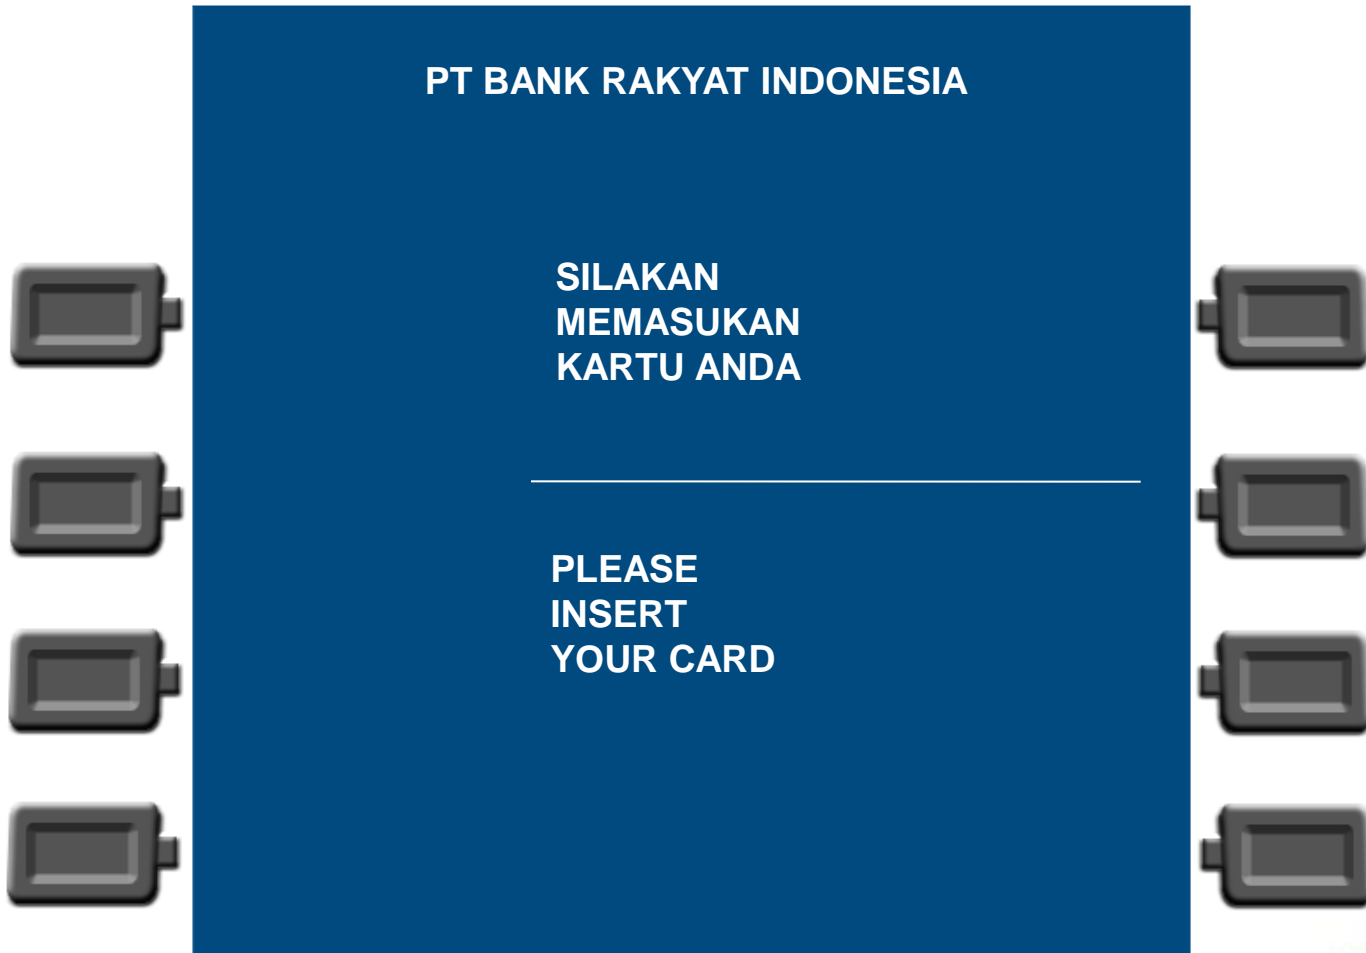 PT BANK RAKYAT INDONESIA
SILAKAN
MEMASUKAN
KARTU ANDA
PLEASE
INSERT
YOUR CARD